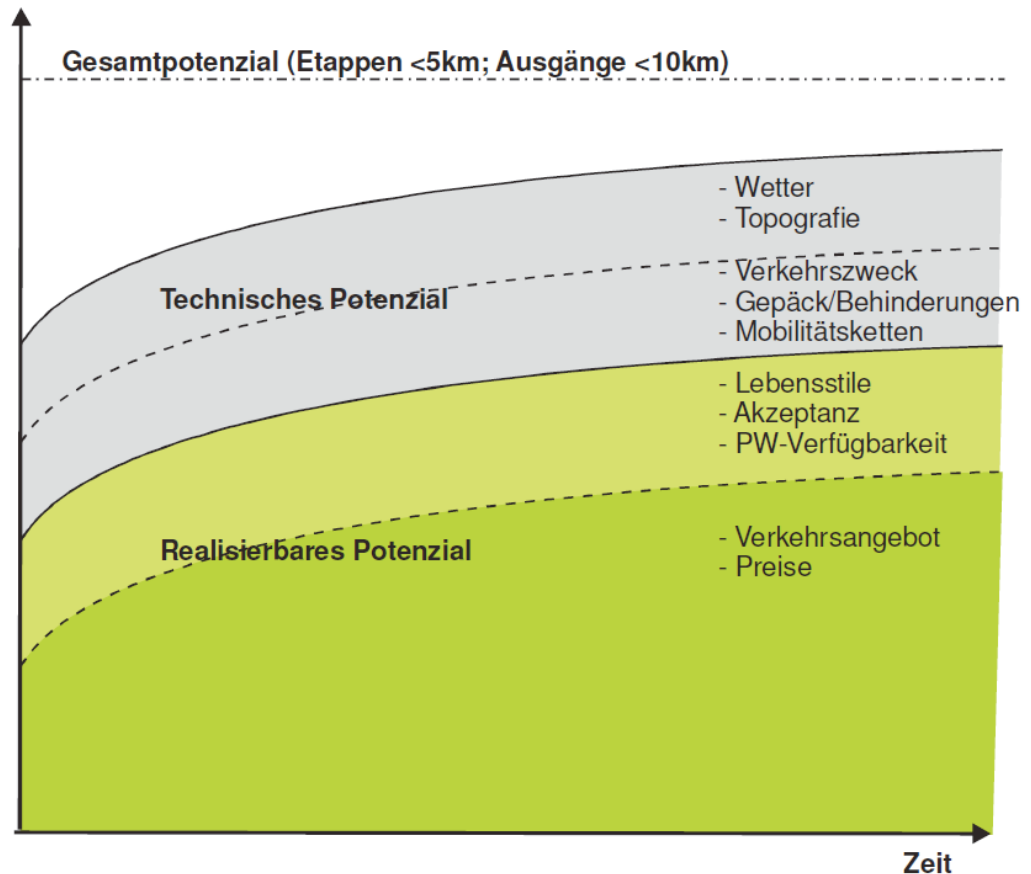 Gesamtpotenzial (Etappen <5km; Ausgänge <10km)
- Wetter
- Topografie
- Verkehrszweck
Technisches Potenzial
- Gepäck/Behinderungen
- Mobilitätsketten
- Lebensstile
- Akzeptanz
- PW-Verfügbarkeit
- Verkehrsangebot
Realisierbares Potenzial
- Preise
Zeit